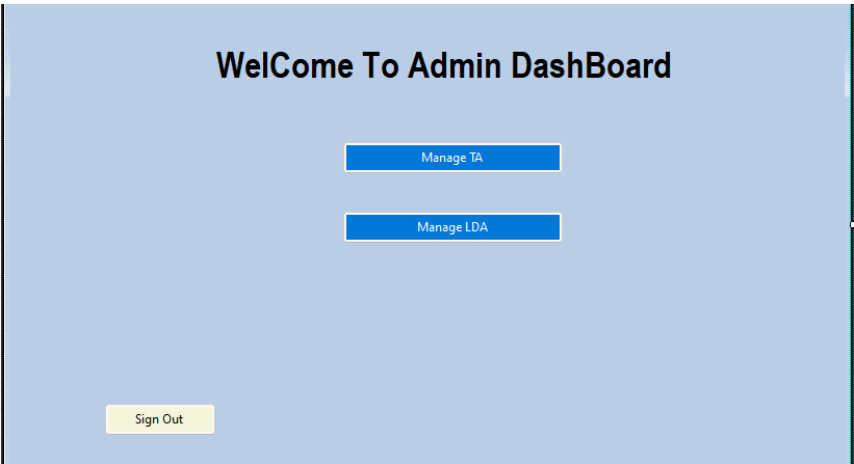 WelCome To Admin DashBoard
Manage TA
Manage LDA
Sign Out